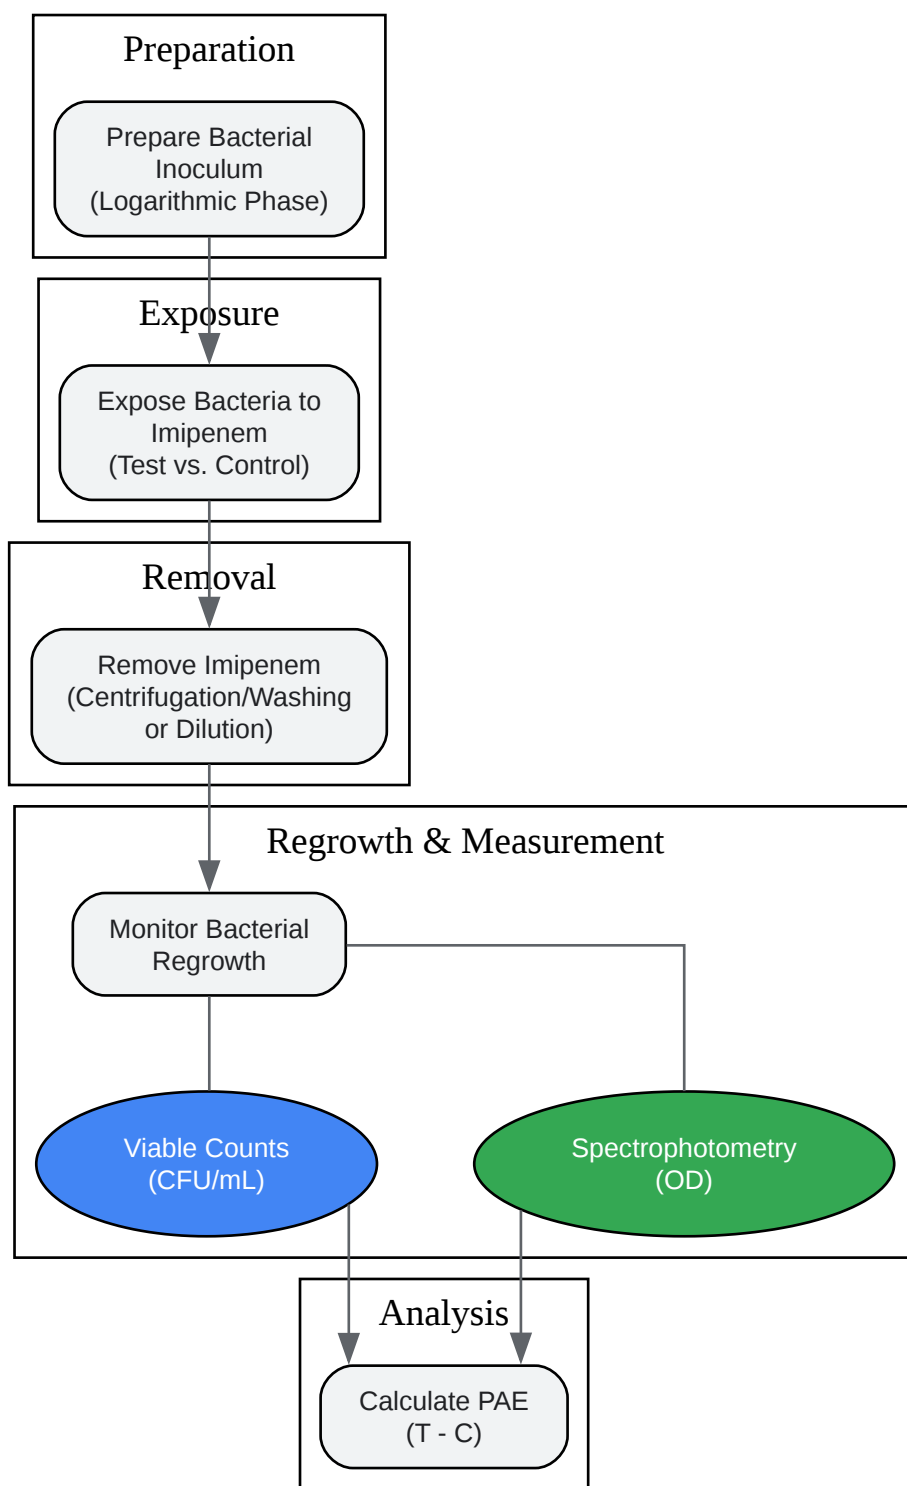 Preparation
Prepare Bacterial
Inoculum
(Logarithmic Phase)
Exposure
Expose Bacteria to
Imipenem
(Test vs. Control)
Removal
Remove Imipenem
(Centrifugation/Washing
or Dilution)
Regrowth & Measurement
Monitor Bacterial
Regrowth
Viable Counts
(CFU/mL)
Spectrophotometry
(OD)
Analysis
Calculate PAE
(T - C)